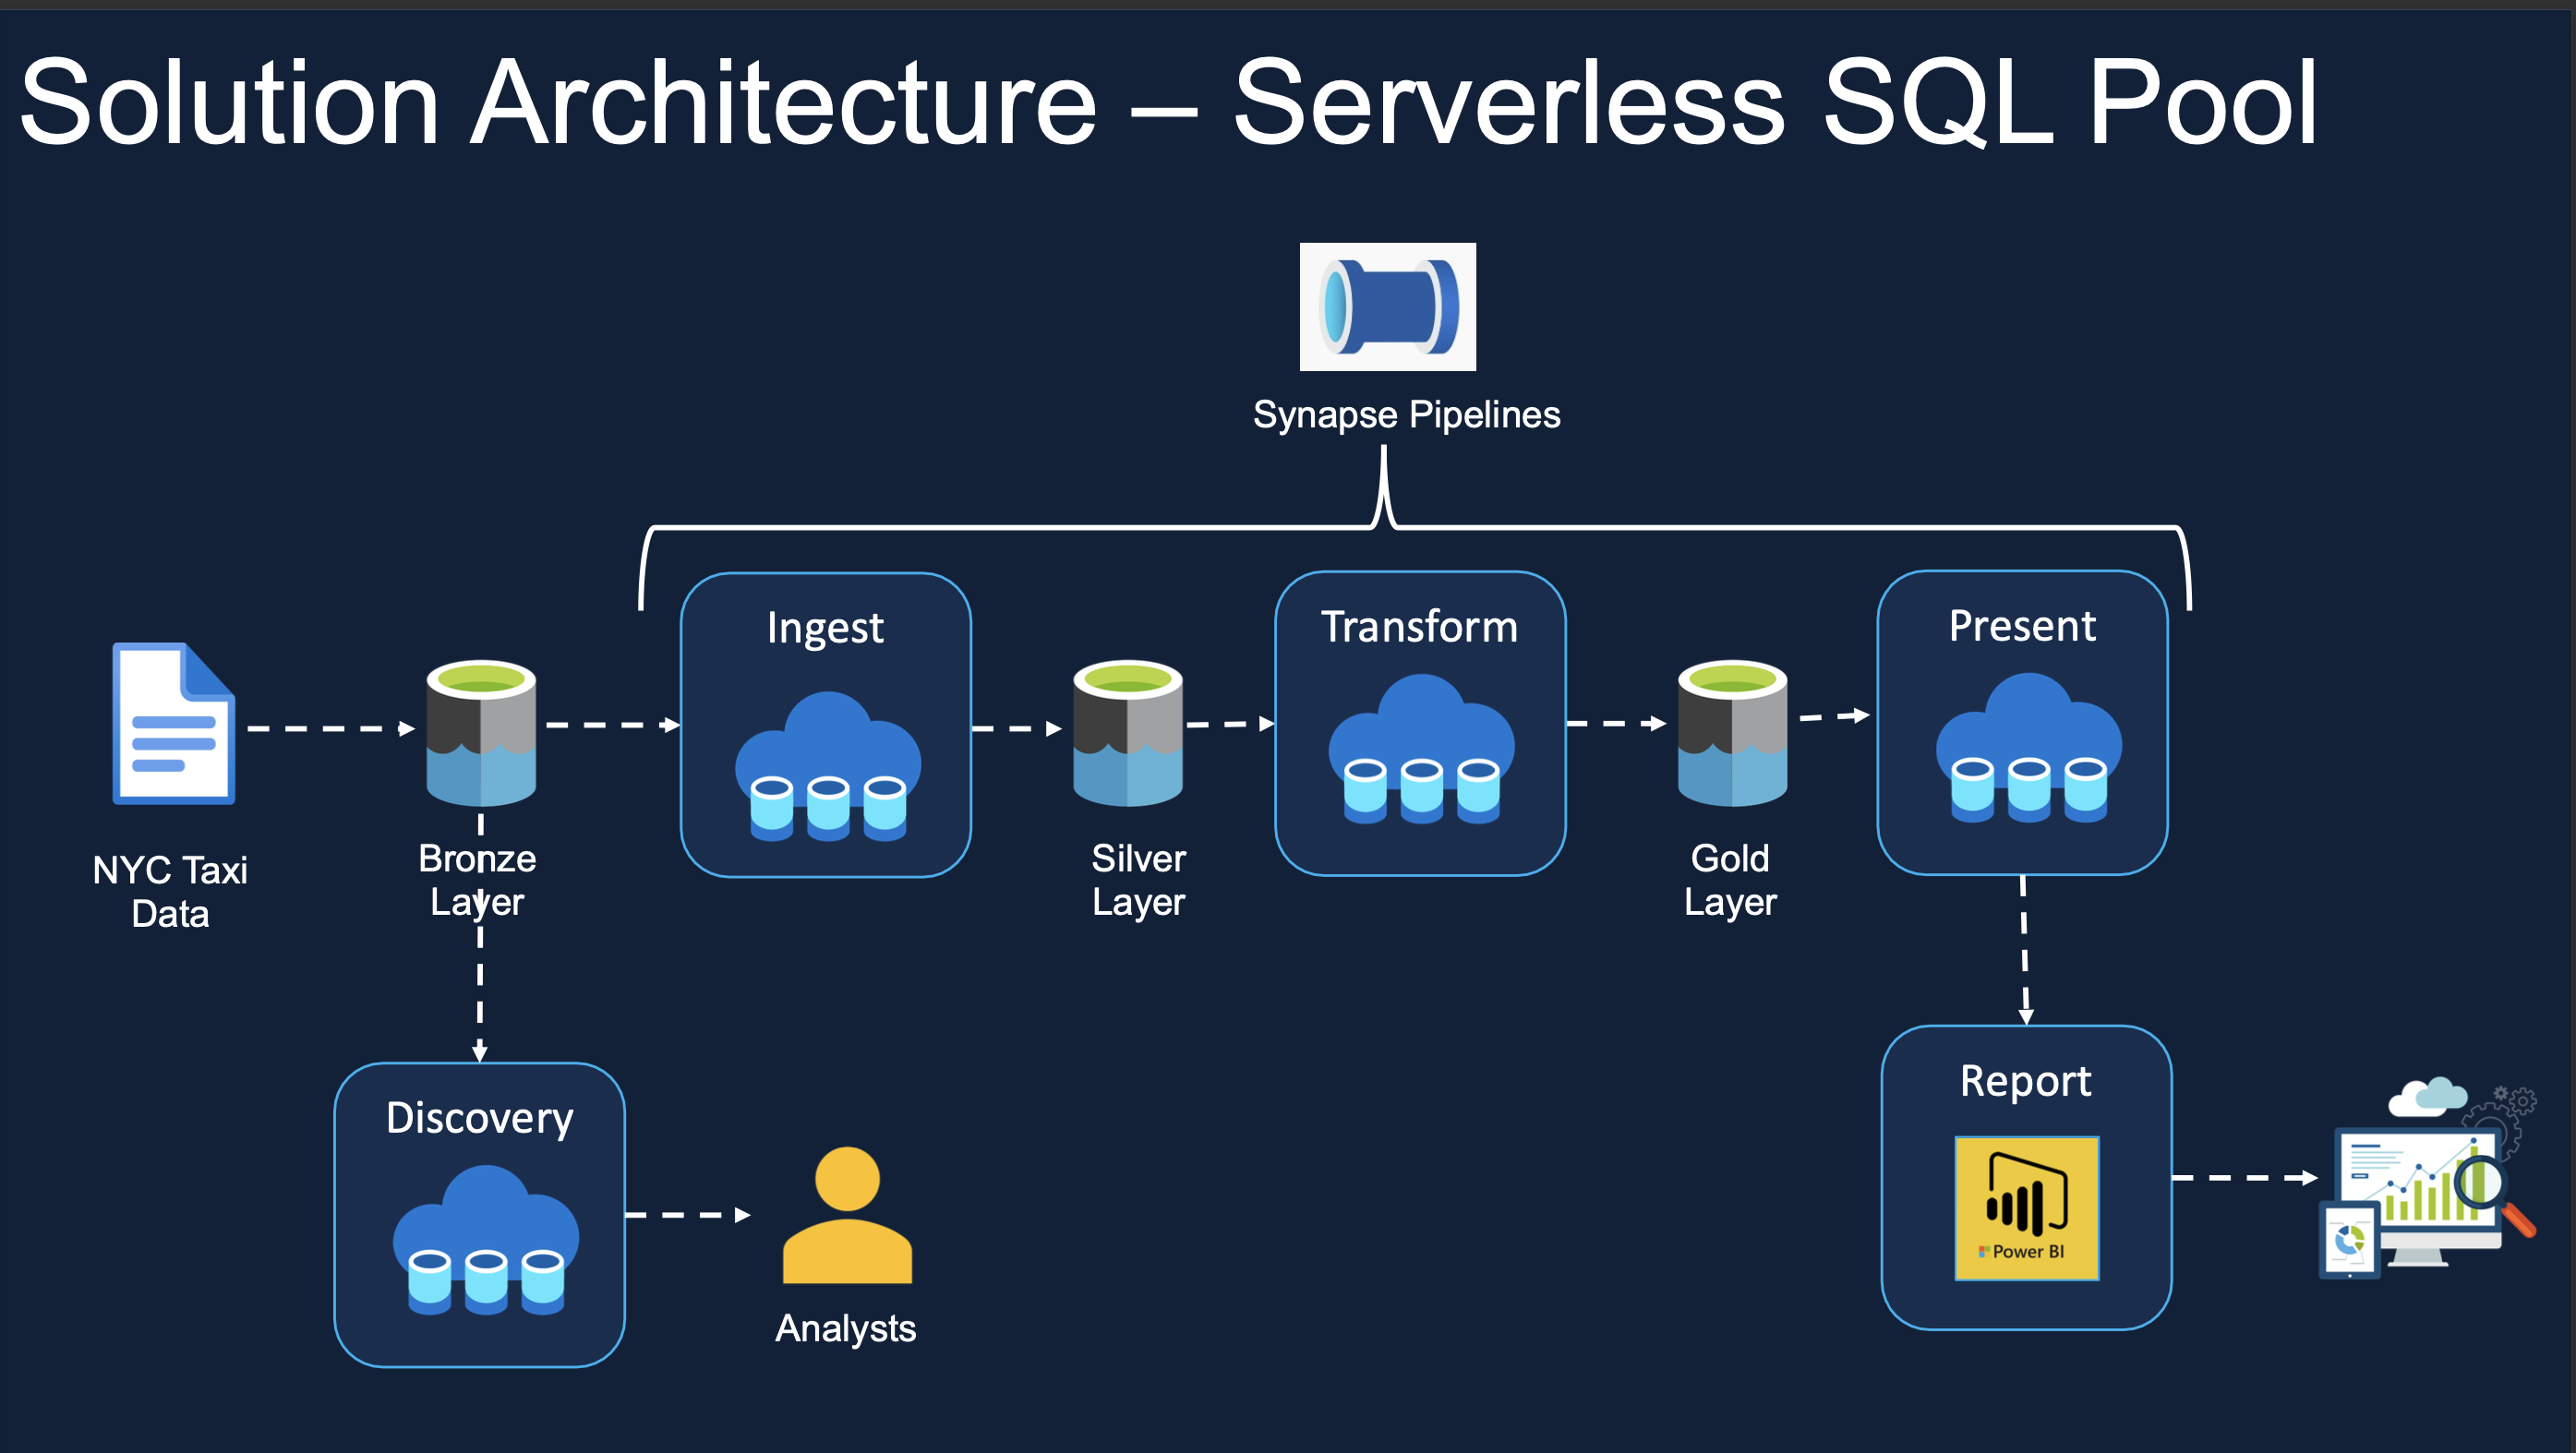 Solution Architecture – Serverless SQL Pool
Synapse Pipelines
Ingest
Transform
Present
NYC Taxi
Data
Bronze
Layer
Silver
Layer
Gold
Layer
Discovery
Analysts
Report
Power BI